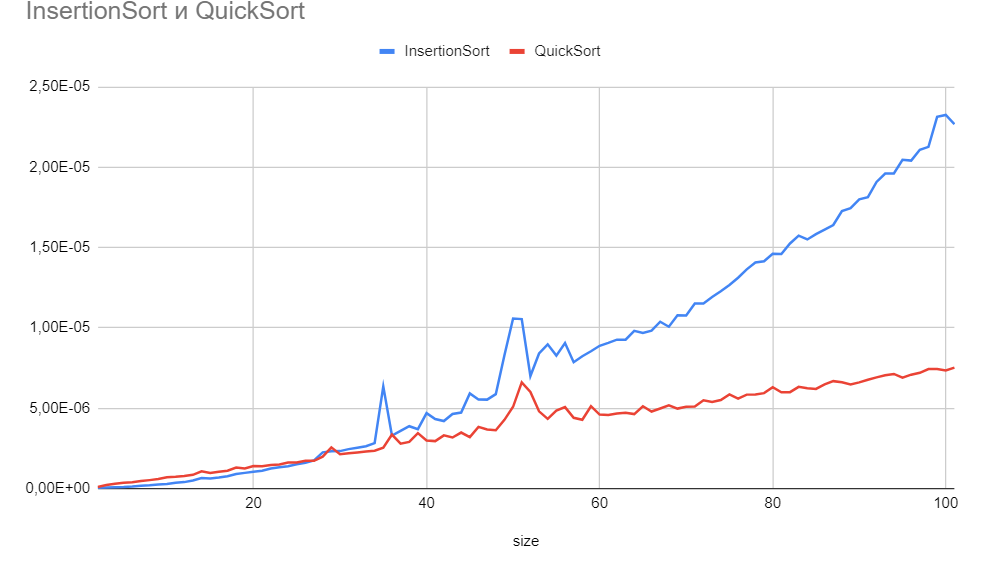 InsertionSort и QuickSort
InsertionSort QuickSort
2,50E-05
2,00E-05
1,50E-05
1,00E-05
5,00E-06
0,00E+00
20 40 60 80 100
size